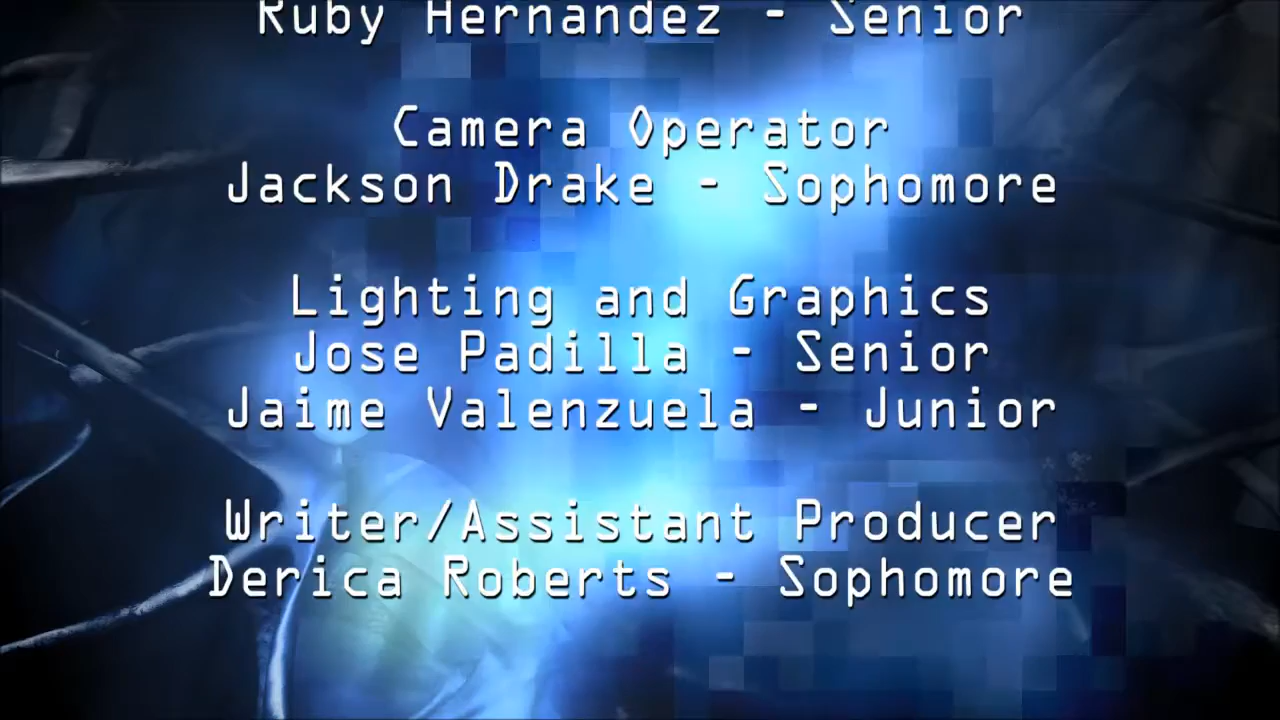 Ruby Hernandez - Senior
Camera Operator
Jackson Drake - Sophomore
Lighting and Graphics
Jose Padilla - Senior
Jaime Valenzuela - Junior
Writer/Assistant Producer
Derica Roberts - Sophomore